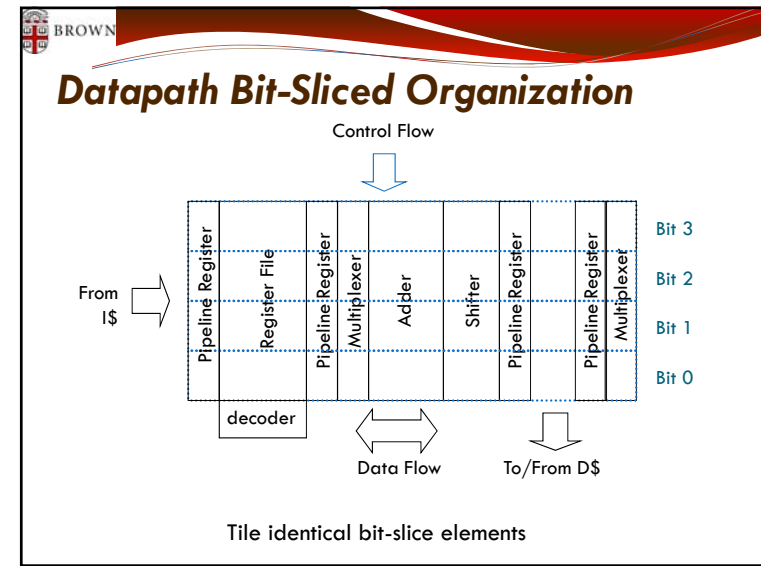 BROWN
Datapath Bit-Sliced Organization
Control Flow
From
I$
Pipeline Register
Register File
Pipeline Register
Multiplexer
Adder
Shifter
Pipeline Register
Pipeline Register
Multiplexer
Bit 3
Bit 2
Bit 1
Bit 0
decoder
Data Flow
To/From D$
Tile identical bit-slice elements